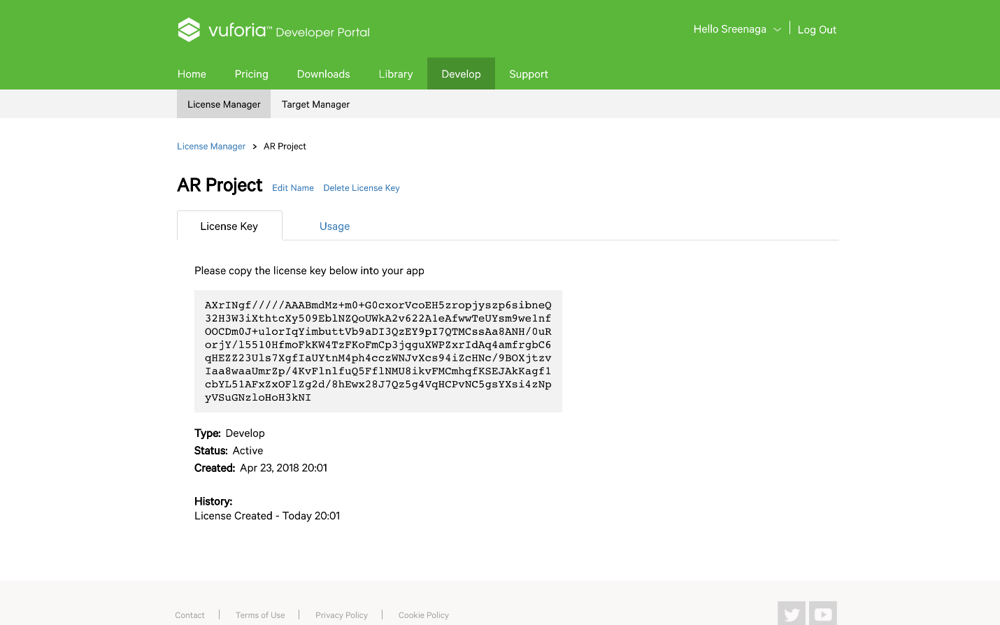 vuforia™ Developer Portal
Hello Sreenaga
Log Out
Home
Pricing
Downloads
Library
Develop
Support
License Manager
Target Manager
License Manager > AR Project
AR Project
Edit Name
Delete License Key
License Key
Usage
Please copy the license key below into your app
AXrINgf/////AAABmdMz+m0+G0cxorVcoEH5zropjyszp6sibneQ
32H3W3iXthtcXy509EblNZQoUWkA2v622A1eAfwwTeUYsm9we1nf
OOCDm0J+ulorIqYimbuttVb9aDI3QzEY9pI7QTMCssAa8ANH/0uR
orjY/l5510HfmoFkKW4TzFKoFmCp3jqguXWPZxrIdAq4amfrgbC6
qHEZZ23Uls7XgfIaUYtnM4ph4cczWNJvXcs94iZcHNc/9BOXjtzv
Iaa8waaUmrZp/4KvFlnlfuQ5FflNMU8ikvFMCmhqfKSEJAkKagf1
cbYL51AFxZxOFlZg2d/8hEwx28J7Qz5g4VqHCPvNC5gsYXsi4zNp
yVSuGNzloHoH3kNI
Type: Develop
Status: Active
Created: Apr 23, 2018 20:01
History:
License Created - Today 20:01
Contact
Terms of Use
Privacy Policy
Cookie Policy